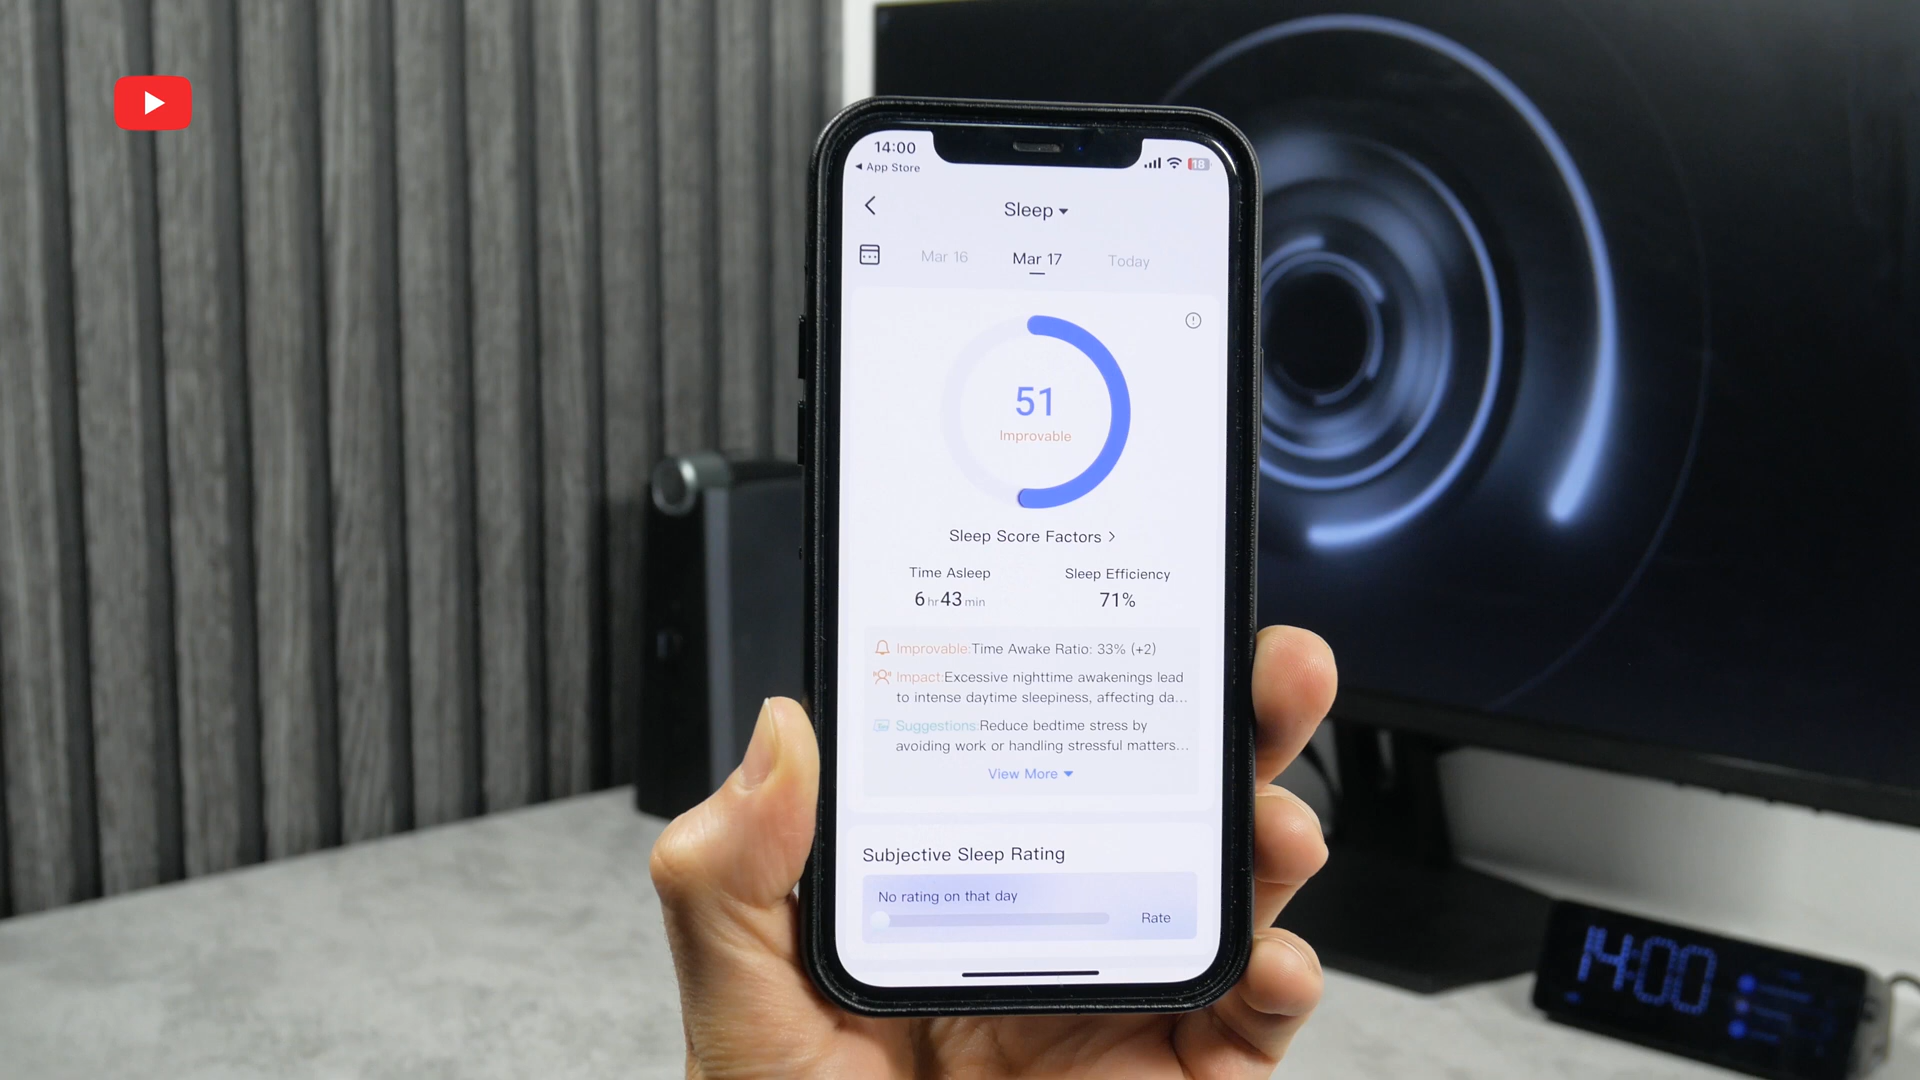 14:00
18
◂ App Store
Sleep ▾
Mar 16
Mar 17
Today
51
Improvable
Sleep Score Factors >
Time Asleep
Sleep Efficiency
6 hr 43 min
71%
Improvable:Time Awake Ratio: 33% (+2)
Impact:Excessive nighttime awakenings lead
to intense daytime sleepiness, affecting da...
Suggestions:Reduce bedtime stress by
avoiding work or handling stressful matters...
View More ▾
Subjective Sleep Rating
No rating on that day
Rate
14:00